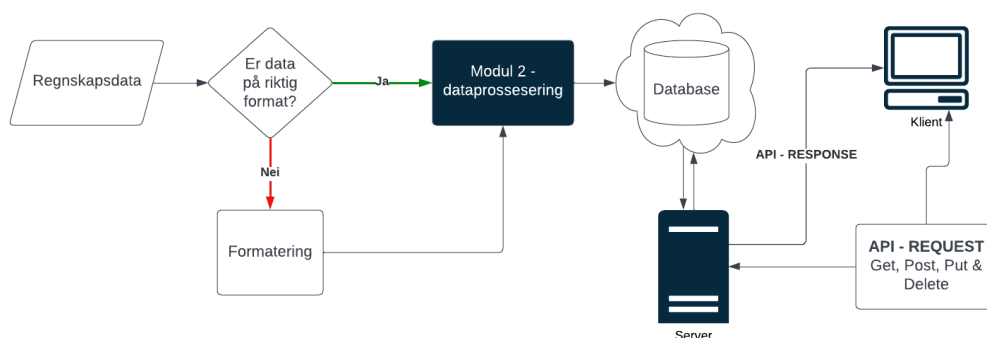 Regnskapsdata
Er data
på riktig
format?
Ja
Modul 2 -
dataprossesering
Database
Klient
API - RESPONSE
Nei
Formatering
API - REQUEST
Get, Post, Put &
Delete
Server